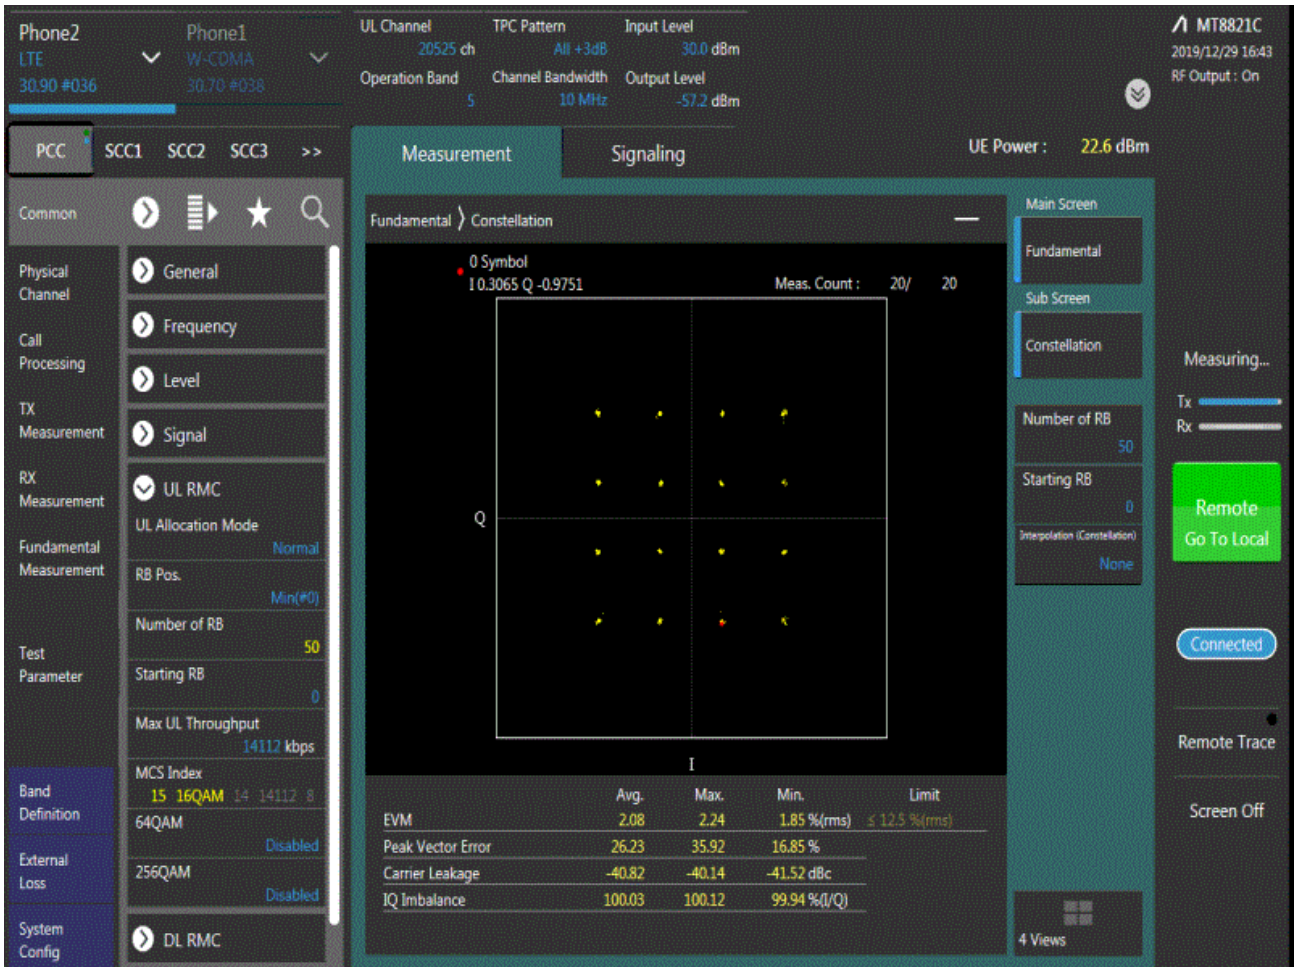 Phone2
LTE
30.90 #036
Phone1
W-CDMA
30.70 #038
UL Channel
20525 ch
TPC Pattern
All +3dB
Input Level
30.0 dBm
Operation Band
5
Channel Bandwidth
10 MHz
Output Level
-57.2 dBm
MT8821C
2019/12/29 16:43
RF Output : On
PCC SCC1 SCC2 SCC3 >>
Measurement Signaling
UE Power : 22.6 dBm
Common
Physical
Channel
Call
Processing
TX
Measurement
RX
Measurement
Fundamental
Measurement
Test
Parameter
Band
Definition
External
Loss
System
Config
General
Frequency
Level
Signal
UL RMC
UL Allocation Mode
Normal
RB Pos.
Min(#0)
Number of RB
50
Starting RB
0
Max UL Throughput
14112 kbps
MCS Index
15 16QAM 14 14112 8
64QAM
Disabled
256QAM
Disabled
DL RMC
Fundamental Constellation
0 Symbol
I 0.3065 Q -0.9751
Meas. Count : 20/ 20
Q
I
Avg. Max. Min. Limit
EVM 2.08 2.24 1.85 %(rms) ≤ 12.5 %(rms)
Peak Vector Error 26.23 35.92 16.85 %
Carrier Leakage -40.82 -40.14 -41.52 dBc
IQ Imbalance 100.03 100.12 99.94 %(I/Q)
Main Screen
Fundamental
Sub Screen
Constellation
Number of RB
50
Starting RB
0
Interpolation (Constellation)
None
4 Views
Measuring...
Tx
Rx
Remote
Go To Local
Connected
Remote Trace
Screen Off